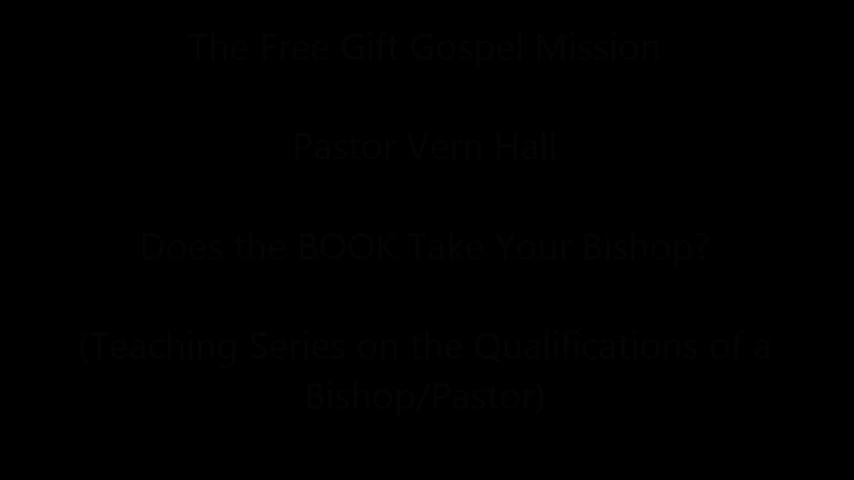 The Free Gift Gospel Mission
Pastor Vern Hall
Does the BOOK Take Your Bishop?
(Teaching Series on the Qualifications of a
Bishop/Pastor)